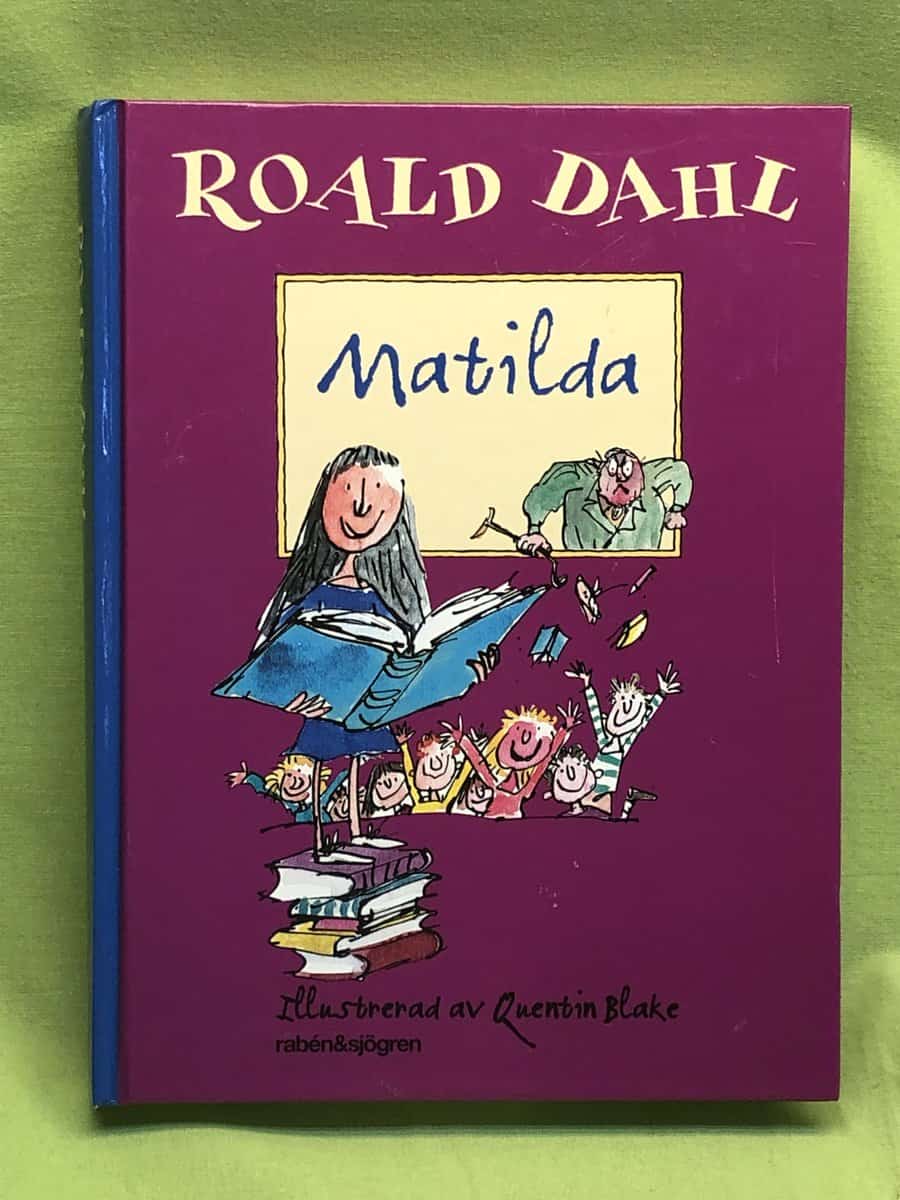 ROALD DAHL
Matilda
Illustrerad av Quentin Blake
rabén&sjögren